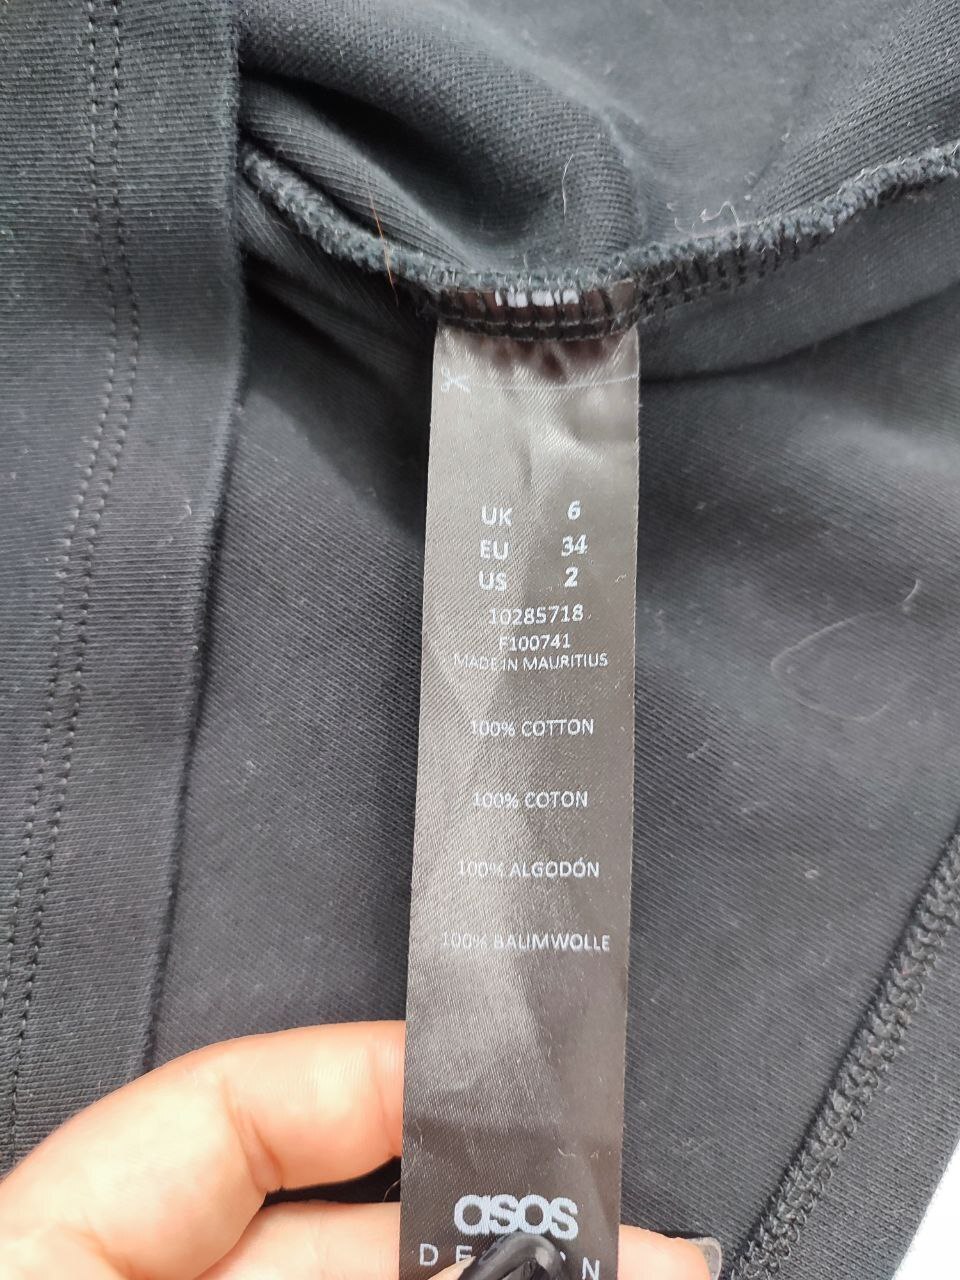 UK 6
EU 34
US 2
10285718
F100741
MADE IN MAURITIUS
100% COTTON
100% COTON
100% ALGODÓN
100% BAUMWOLLE
asos